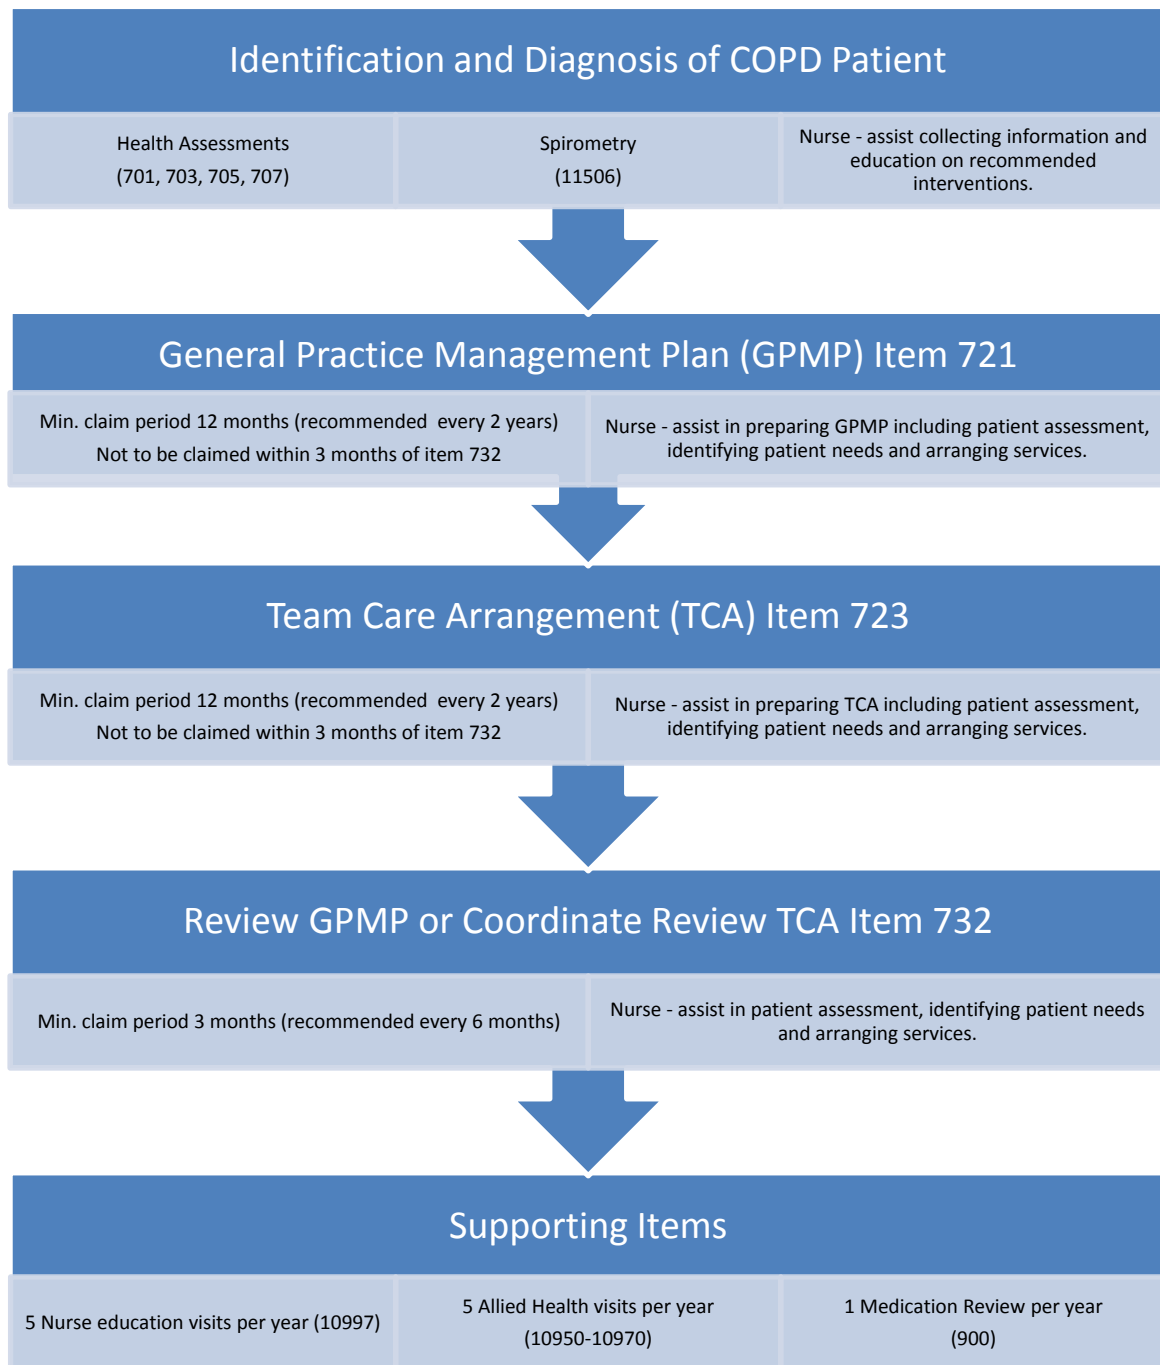 Identification and Diagnosis of COPD Patient
Health Assessments
(701, 703, 705, 707)
Spirometry
(11506)
Nurse - assist collecting information and
education on recommended
interventions.
General Practice Management Plan (GPMP) Item 721
Min. claim period 12 months (recommended every 2 years)
Not to be claimed within 3 months of item 732
Nurse - assist in preparing GPMP including patient assessment,
identifying patient needs and arranging services.
Team Care Arrangement (TCA) Item 723
Min. claim period 12 months (recommended every 2 years)
Not to be claimed within 3 months of item 732
Nurse - assist in preparing TCA including patient assessment,
identifying patient needs and arranging services.
Review GPMP or Coordinate Review TCA Item 732
Min. claim period 3 months (recommended every 6 months)
Nurse - assist in patient assessment, identifying patient needs
and arranging services.
Supporting Items
5 Nurse education visits per year (10997)
5 Allied Health visits per year
(10950-10970)
1 Medication Review per year
(900)